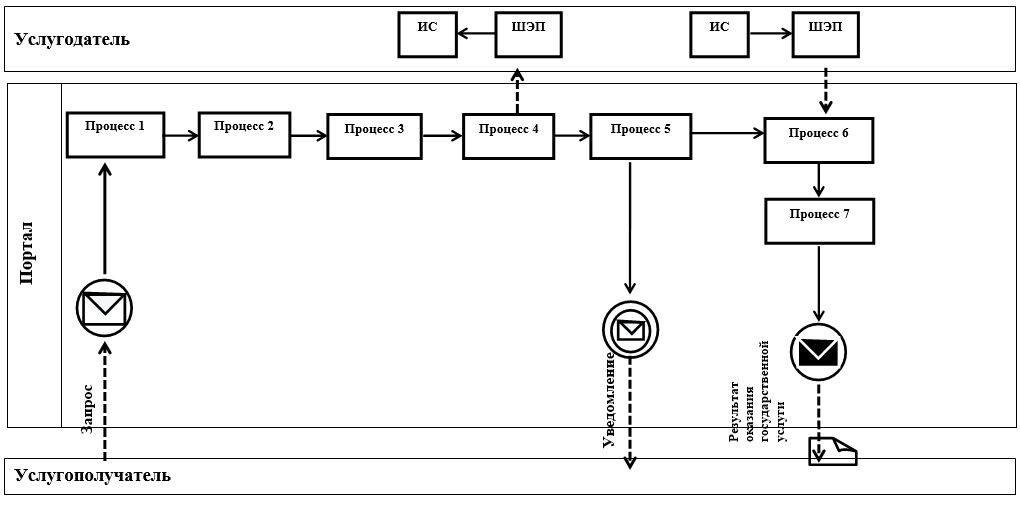 Услугодатель
ИС
ШЭП
ИС
ШЭП
Портал
Процесс 1
Процесс 2
Процесс 3
Процесс 4
Процесс 5
Процесс 6
Процесс 7
Запрос
Уведомление
Результат
оказания
государственной
услуги
Услугополучатель